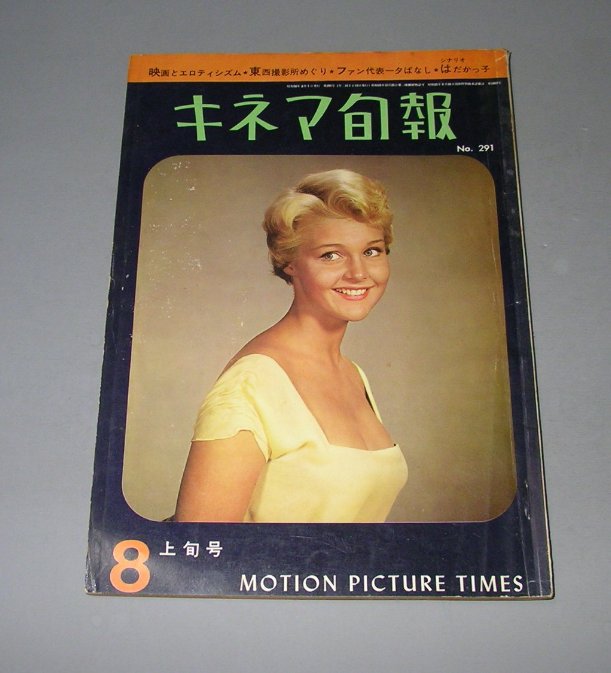 シナリオ
映画とエロティシズム★東西撮影所めぐり★ファン代表一夕ばなし★はだかっ子
キネマ旬報
No. 291
8 上旬号
MOTION PICTURE TIMES